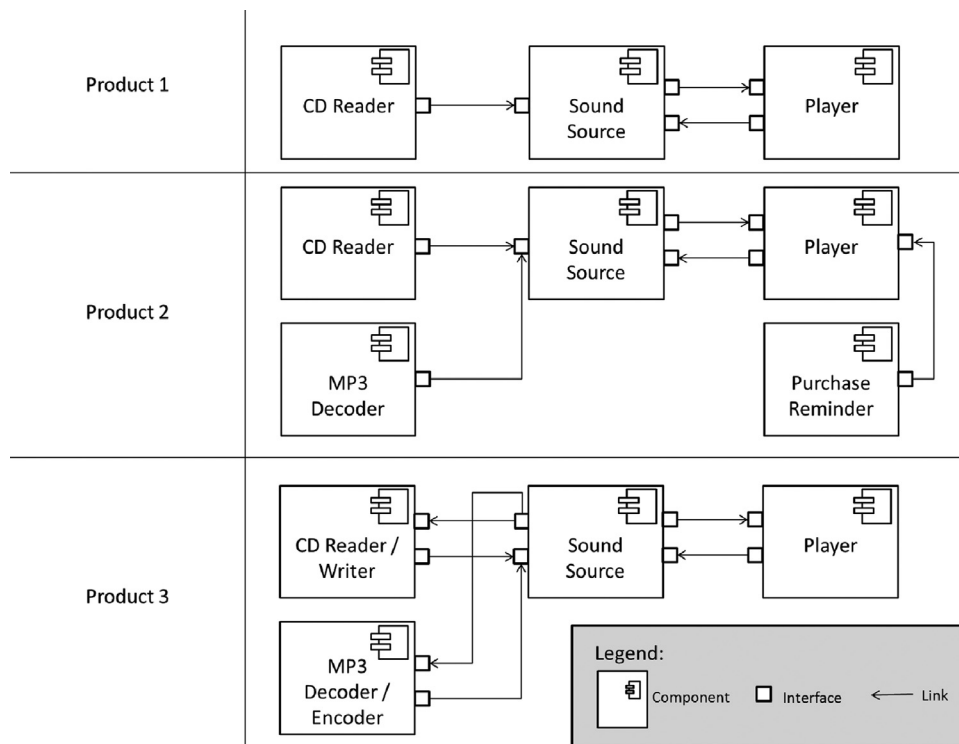 Product 1
CD Reader
Sound
Source
Player
Product 2
CD Reader
Sound
Source
Player
MP3
Decoder
Purchase
Reminder
Product 3
CD Reader /
Writer
Sound
Source
Player
MP3
Decoder /
Encoder
Legend:
Component
Interface
Link